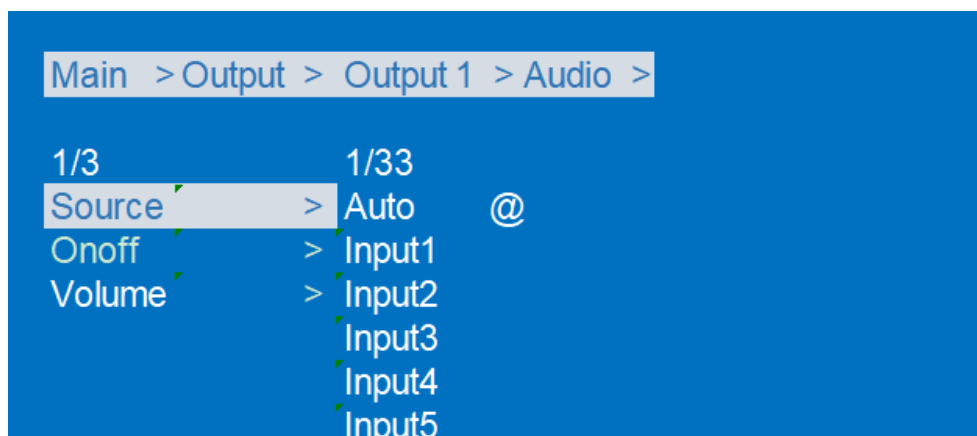 Main > Output > Output 1 > Audio >
1/3 1/33
Source > Auto @
Onoff > Input1
Volume > Input2
Input3
Input4
Input5